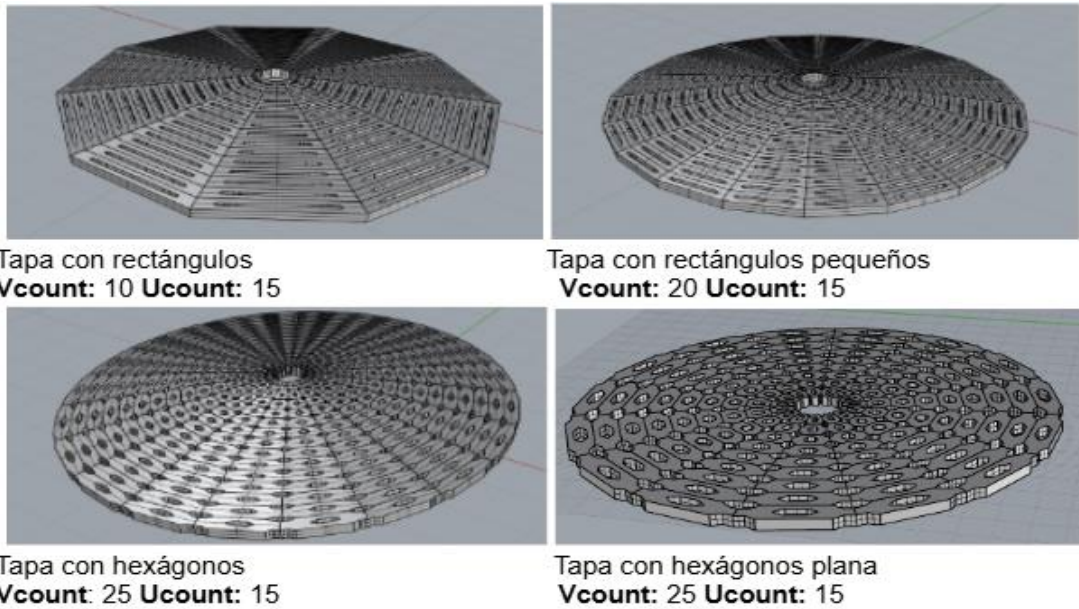 Tapa con rectángulos
Vcount: 10 Ucount: 15
Tapa con rectángulos pequeños
Vcount: 20 Ucount: 15
Tapa con hexágonos
Vcount: 25 Ucount: 15
Tapa con hexágonos plana
Vcount: 25 Ucount: 15